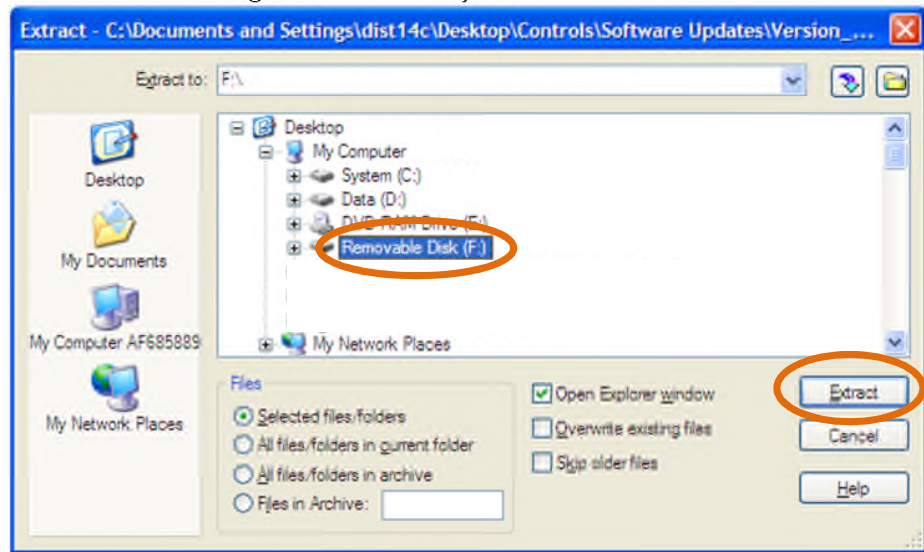 Extract - C:\Documents and Settings\dist14c\Desktop\Controls\Software Updates\Version_...
Extract to: F:\
Desktop
My Documents
My Computer AF685889
My Network Places
Desktop
My Computer
System (C:)
Data (D:)
DVD-RAM Drive (E:)
Removable Disk (F:)
My Network Places
Files
Selected files/folders
All files/folders in current folder
All files/folders in archive
Files in Archive:
Open Explorer window
Overwrite existing files
Skip older files
Extract
Cancel
Help